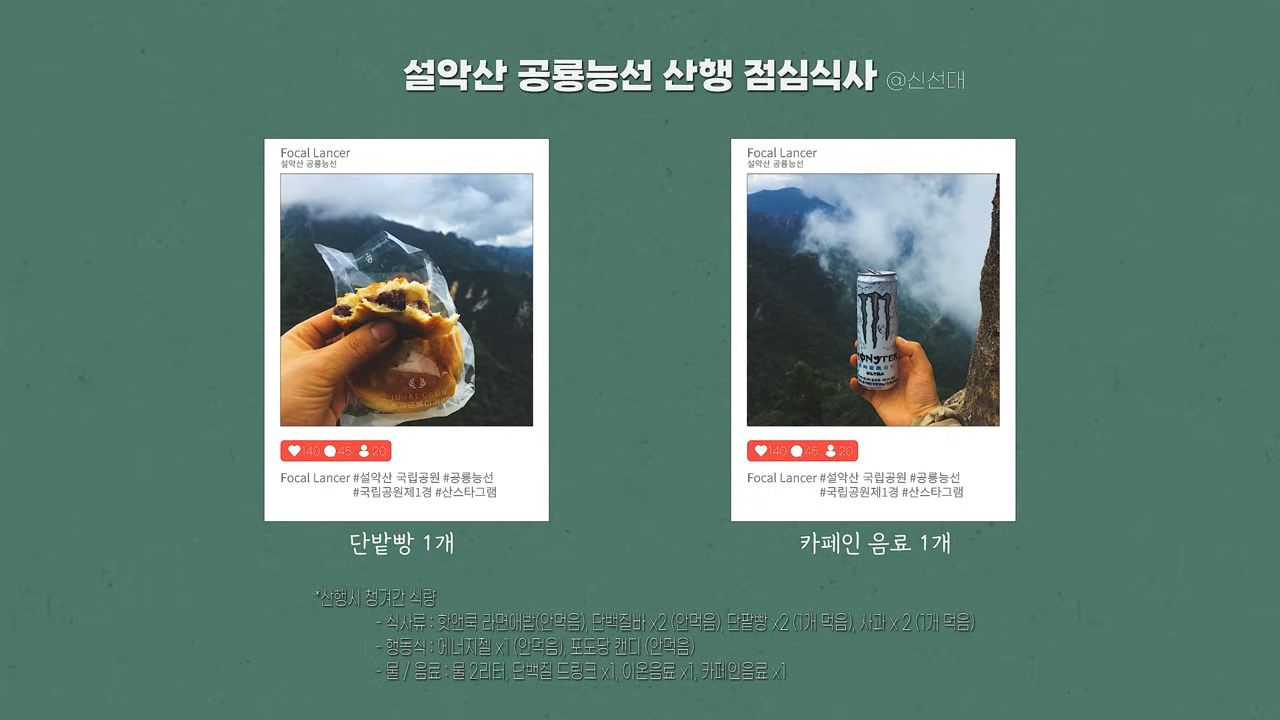 설악산 공룡능선 산행 점심식사 @신선대
Focal Lancer
설악산 공룡능선
140 45 20
Focal Lancer #설악산 국립공원 #공룡능선
#국립공원제1경 #산스타그램
단밭빵 1개
Focal Lancer
설악산 공룡능선
MONSTER
ULTRA
140 45 20
Focal Lancer #설악산 국립공원 #공룡능선
#국립공원제1경 #산스타그램
카페인 음료 1개
*산행시 챙겨간 식량
- 식사류 : 핫앤쿡 라면애밥(안먹음), 단백질바 x2 (안먹음), 단팥빵 x2 (1개 먹음), 사과 x 2 (1개 먹음)
- 행동식 : 에너지젤 x1 (안먹음), 포도당 캔디 (안먹음)
- 물 / 음료 : 물 2리터, 단백질 드링크 x1, 이온음료 x1, 카페인음료 x1